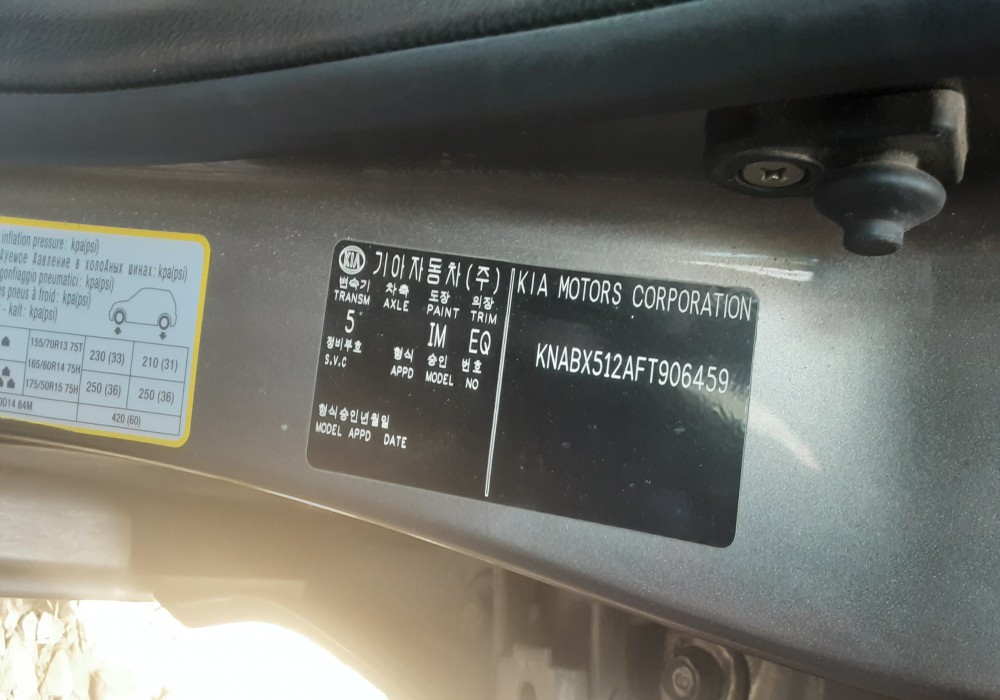 inflation pressure: kpa(psi)
давление в холодных шинах: kpa(psi)
gonfiaggio pneumatici: kpa(psi)
es pneus à froid: kpa(psi)
- kalt: kpa(psi)
155/70R13 75T 230 (33) 210 (31)
165/60R14 75H
175/50R15 75H 250 (36) 250 (36)
0D14 84M 420 (60)
KIA 기아자동차(주)
변속기 차축 도장 의장
TRANSM AXLE PAINT TRIM
5 IM EQ
정비부호 형식 승인 번호
S.V.C APPD MODEL NO
형식승인년월일
MODEL APPD DATE
KIA MOTORS CORPORATION
KNABX512AFT906459